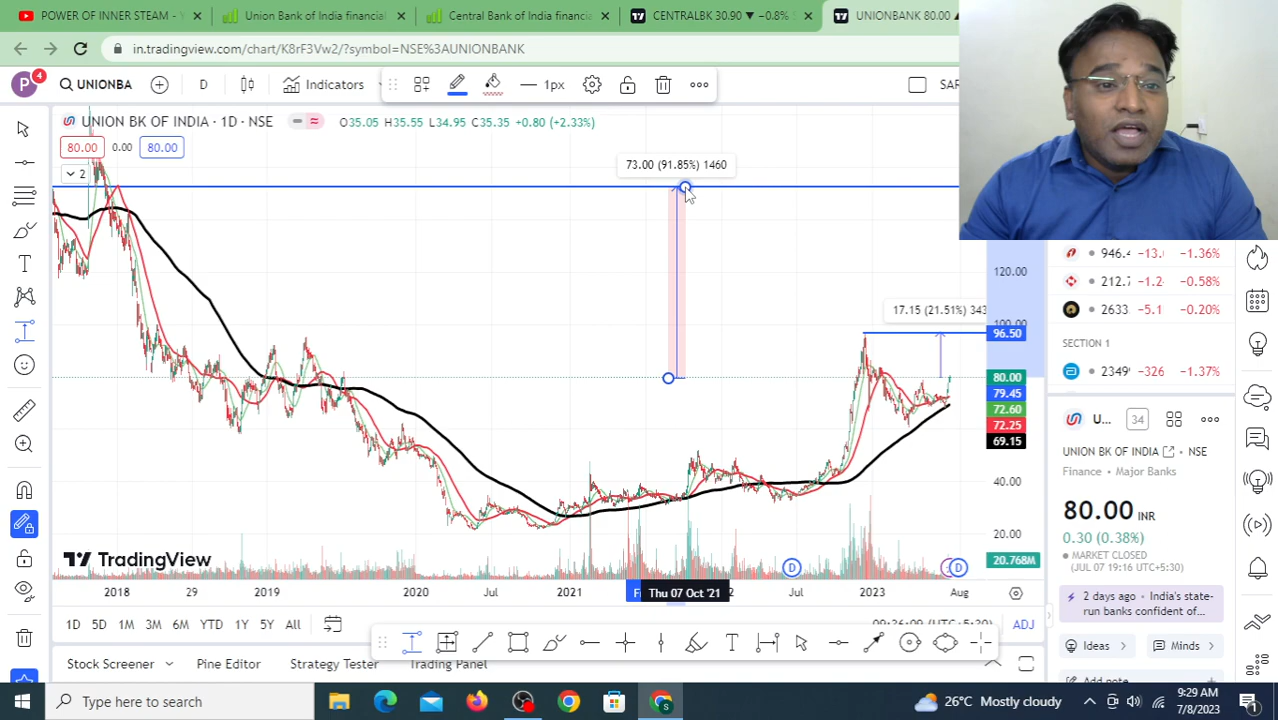 POWER OF INNER STEAM - Y
Union Bank of India financial
Central Bank of India financia
CENTRALBK 30.90 ▼ −0.8%
UNIONBANK 80.00
in.tradingview.com/chart/K8rF3Vw2/?symbol=NSE%3AUNIONBANK
P
4
UNIONBA
D
Indicators
1px
SAR
UNION BK OF INDIA · 1D · NSE
O35.05 H35.55 L34.95 C35.35 +0.80 (+2.33%)
80.00
0.00
80.00
2
73.00 (91.85%) 1460
17.15 (21.51%) 343
120.00
100.00
96.50
80.00
79.45
72.60
72.25
69.15
40.00
20.00
20.768M
TradingView
D
D
2018
29
2019
2020
Jul
2021
Thu 07 Oct '21
Jul
2023
Aug
1D
5D
1M
3M
6M
YTD
1Y
5Y
All
ADJ
Stock Screener
Pine Editor
Strategy Tester
Trading Panel
946.4
−13.
−1.36%
212.7
−1.2
−0.58%
2633
−5.1
−0.20%
SECTION 1
2349
−326
−1.37%
U...
34
UNION BK OF INDIA
NSE
Finance
Major Banks
80.00 INR
0.30 (0.38%)
MARKET CLOSED
(JUL 07 19:16 UTC+5:30)
2 days ago · India's state-
run banks confident of...
Ideas
Minds
Add note
Type here to search
26°C Mostly cloudy
9:29 AM
7/8/2023
1